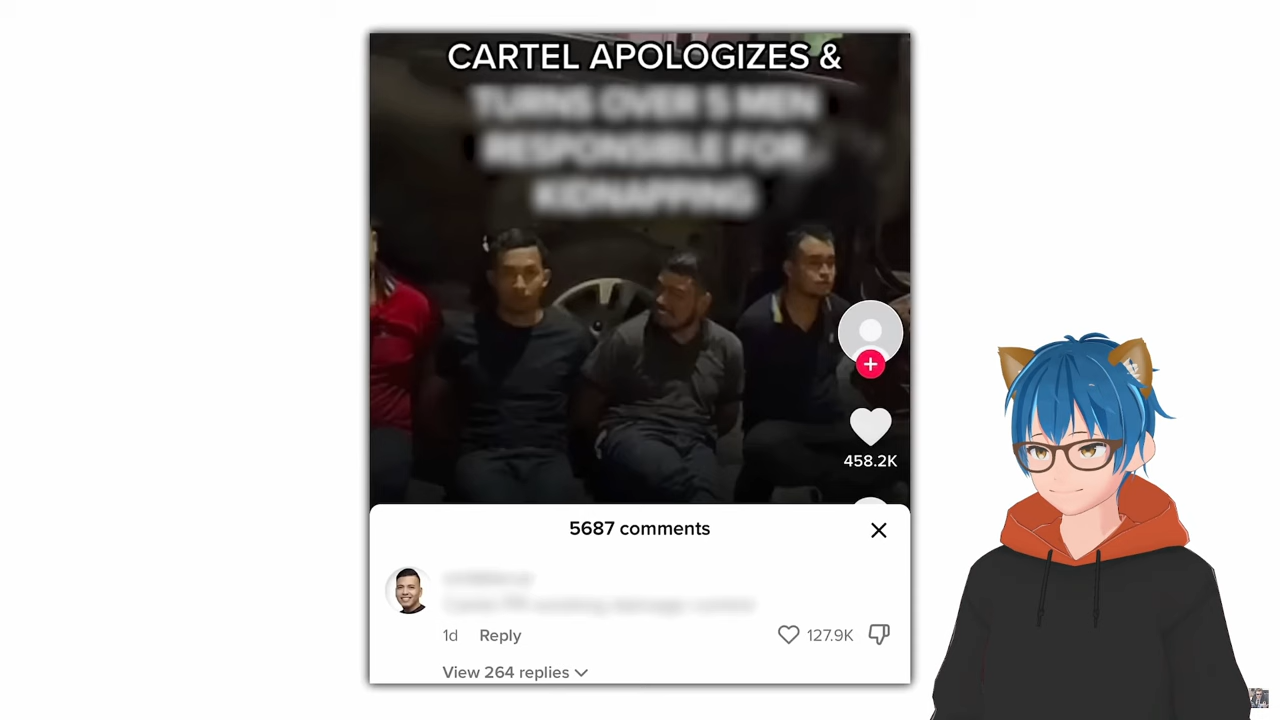 CARTEL APOLOGIZES &
TURNS OVER 5 MEN
RESPONSIBLE FOR
KIDNAPPING
458.2K
5687 comments
1d Reply 127.9K
View 264 replies